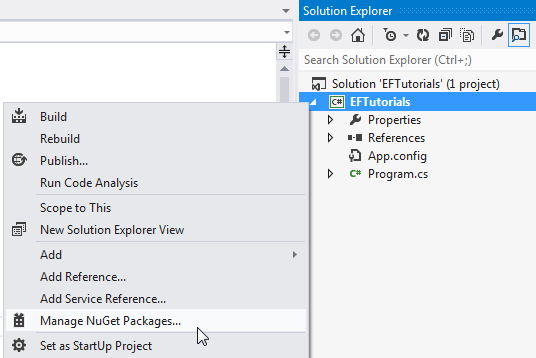 Solution Explorer
Search Solution Explorer (Ctrl+;)
Solution 'EFTutorials' (1 project)
C# EFTutorials
Properties
References
App.config
C# Program.cs
Build
Rebuild
Publish...
Run Code Analysis
Scope to This
New Solution Explorer View
Add
Add Reference...
Add Service Reference...
Manage NuGet Packages...
Set as StartUp Project